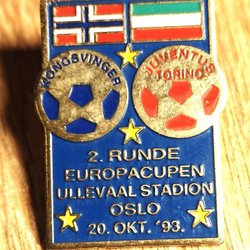 KONGSVINGER
JUVENTUS
TORINO
2. RUNDE
EUROPACUPEN
ULLEVAAL STADION
OSLO
20. OKT. '93.